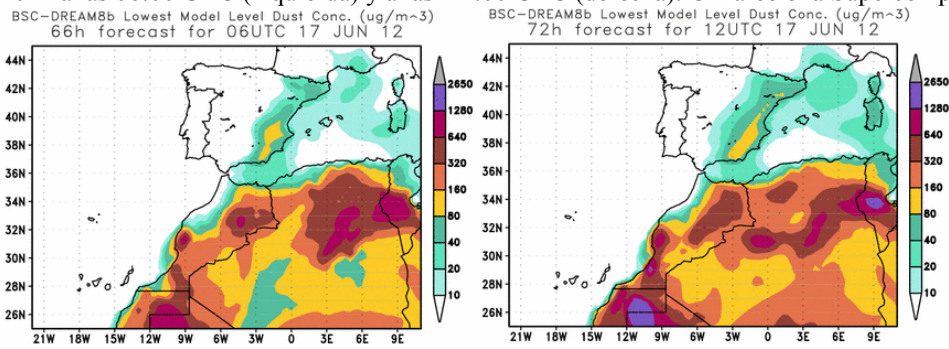 BSC-DREAM8b Lowest Model Level Dust Conc. (ug/m^3)
66h forecast for 06UTC 17 JUN 12
44N
42N
40N
38N
36N
34N
32N
30N
28N
26N
21W 18W 15W 12W 9W 6W 3W 0 3E 6E 9E
2650
1280
640
320
160
80
40
20
10
BSC-DREAM8b Lowest Model Level Dust Conc. (ug/m^3)
72h forecast for 12UTC 17 JUN 12
44N
42N
40N
38N
36N
34N
32N
30N
28N
26N
21W 18W 15W 12W 9W 6W 3W 0 3E 6E 9E
2650
1280
640
320
160
80
40
20
10